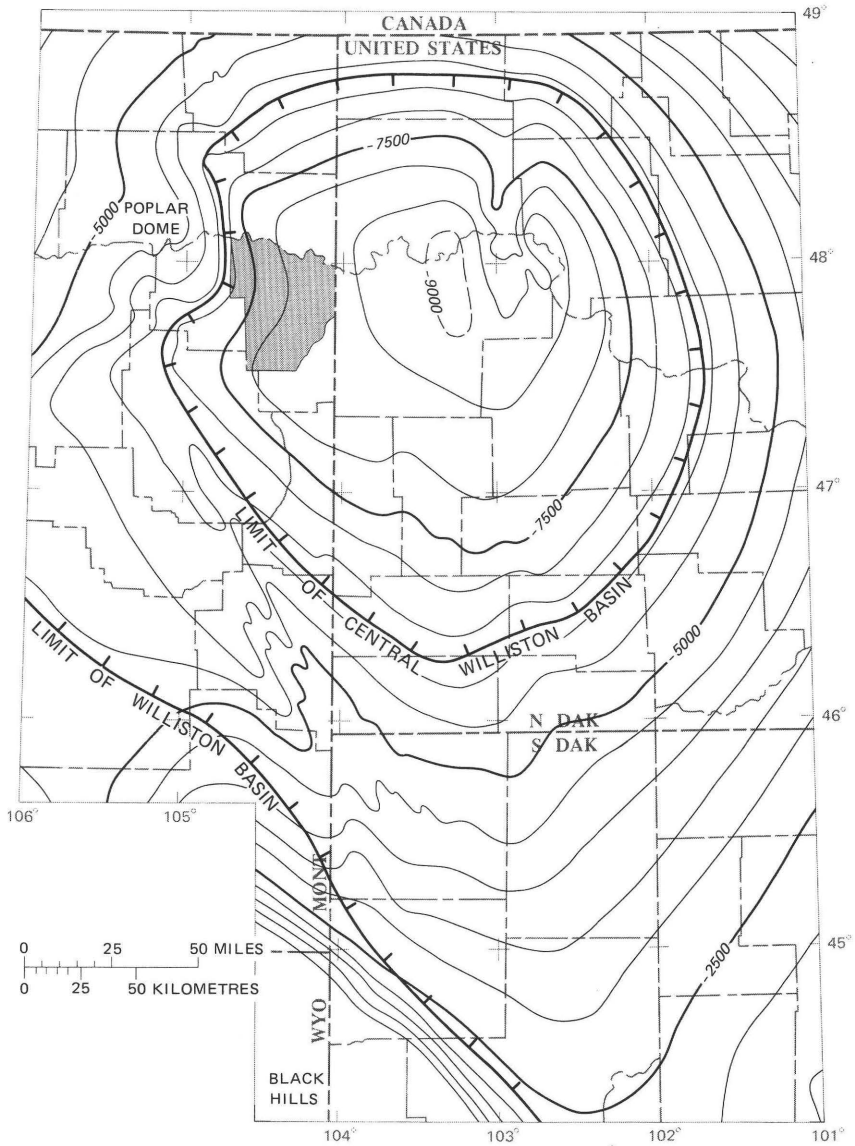 CANADA
UNITED STATES
49°
-7500
-5000
POPLAR
DOME
48°
-9000
47°
-7500
LIMIT OF CENTRAL WILLISTON BASIN
-5000
LIMIT OF WILLISTON BASIN
46°
N DAK
S DAK
106°
105°
MONT
WYO
45°
0 25 50 MILES
0 25 50 KILOMETRES
-2500
BLACK
HILLS
104°
103°
102°
101°